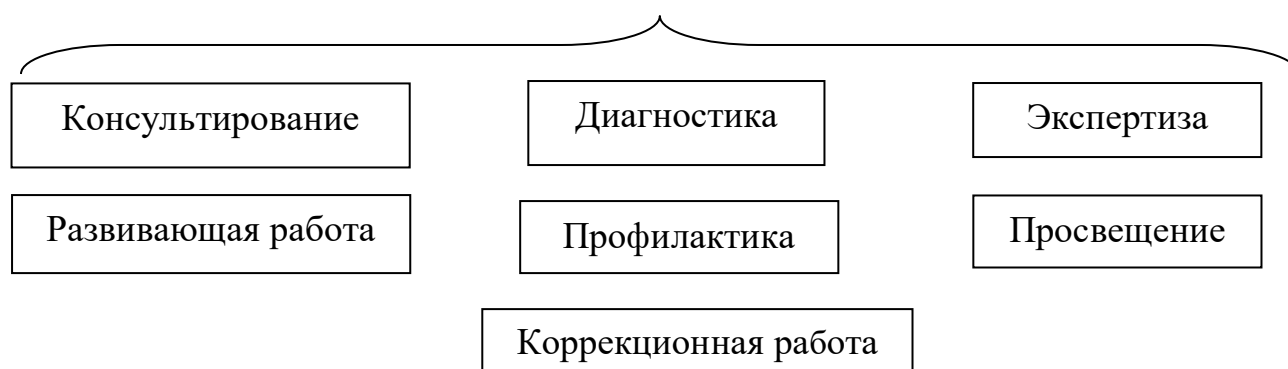 Консультирование
Диагностика
Экспертиза
Развивающая работа
Профилактика
Просвещение
Коррекционная работа